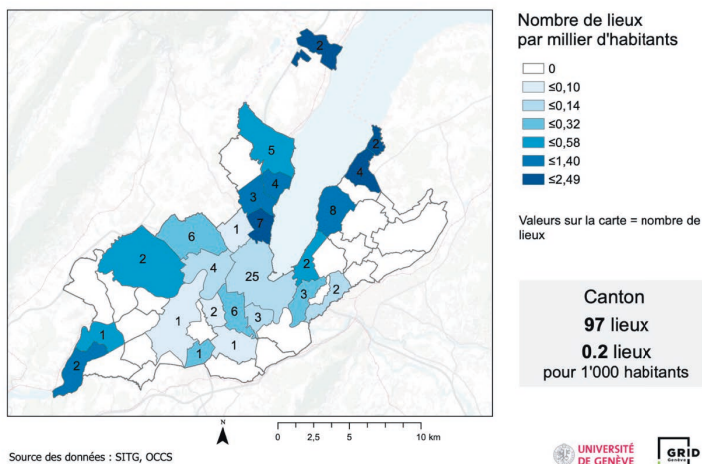 Nombre de lieux
par millier d'habitants
0
≤0,10
≤0,14
≤0,32
≤0,58
≤1,40
≤2,49
Valeurs sur la carte = nombre de
lieux
2
2
5
4
4
3
8
7
1
6
2
2
4
25
3
2
2
6
3
1
1
1
1
2
Canton
97 lieux
0.2 lieux
pour 1'000 habitants
N
0 2,5 5 10 km
Source des données : SITG, OCCS
UNIVERSITÉ
DE GENÈVE
GRID
Genève